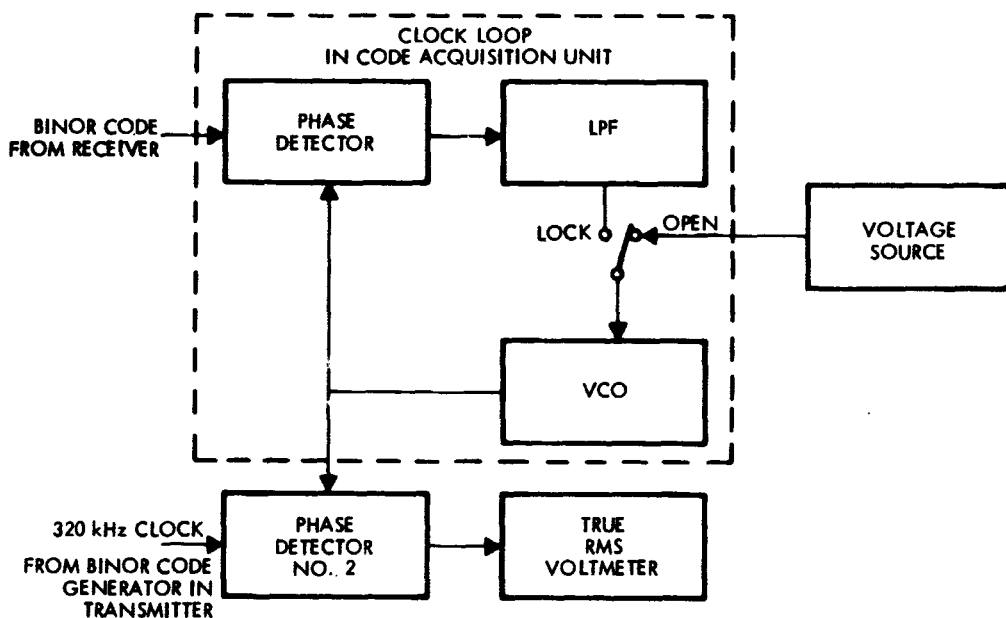 CLOCK LOOP
IN CODE ACQUISITION UNIT
BINOR CODE
FROM RECEIVER
PHASE
DETECTOR
LPF
LOCK
OPEN
VOLTAGE
SOURCE
VCO
320 kHz CLOCK
FROM BINOR CODE
GENERATOR IN
TRANSMITTER
PHASE
DETECTOR
NO.. 2
TRUE
RMS
VOLTMETER